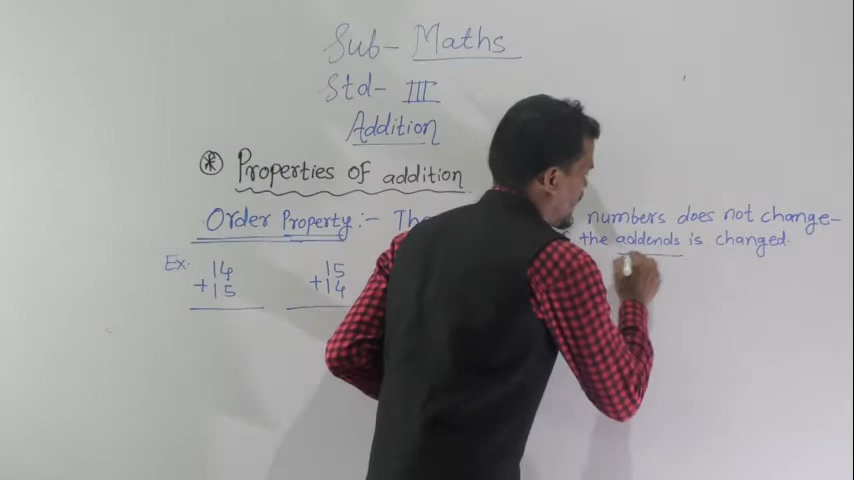 Sub- Maths
Std- III
Addition
* Properties of addition
Order Property:- The numbers does not change-
the addends is changed.
Ex. 14 15
+15 +14